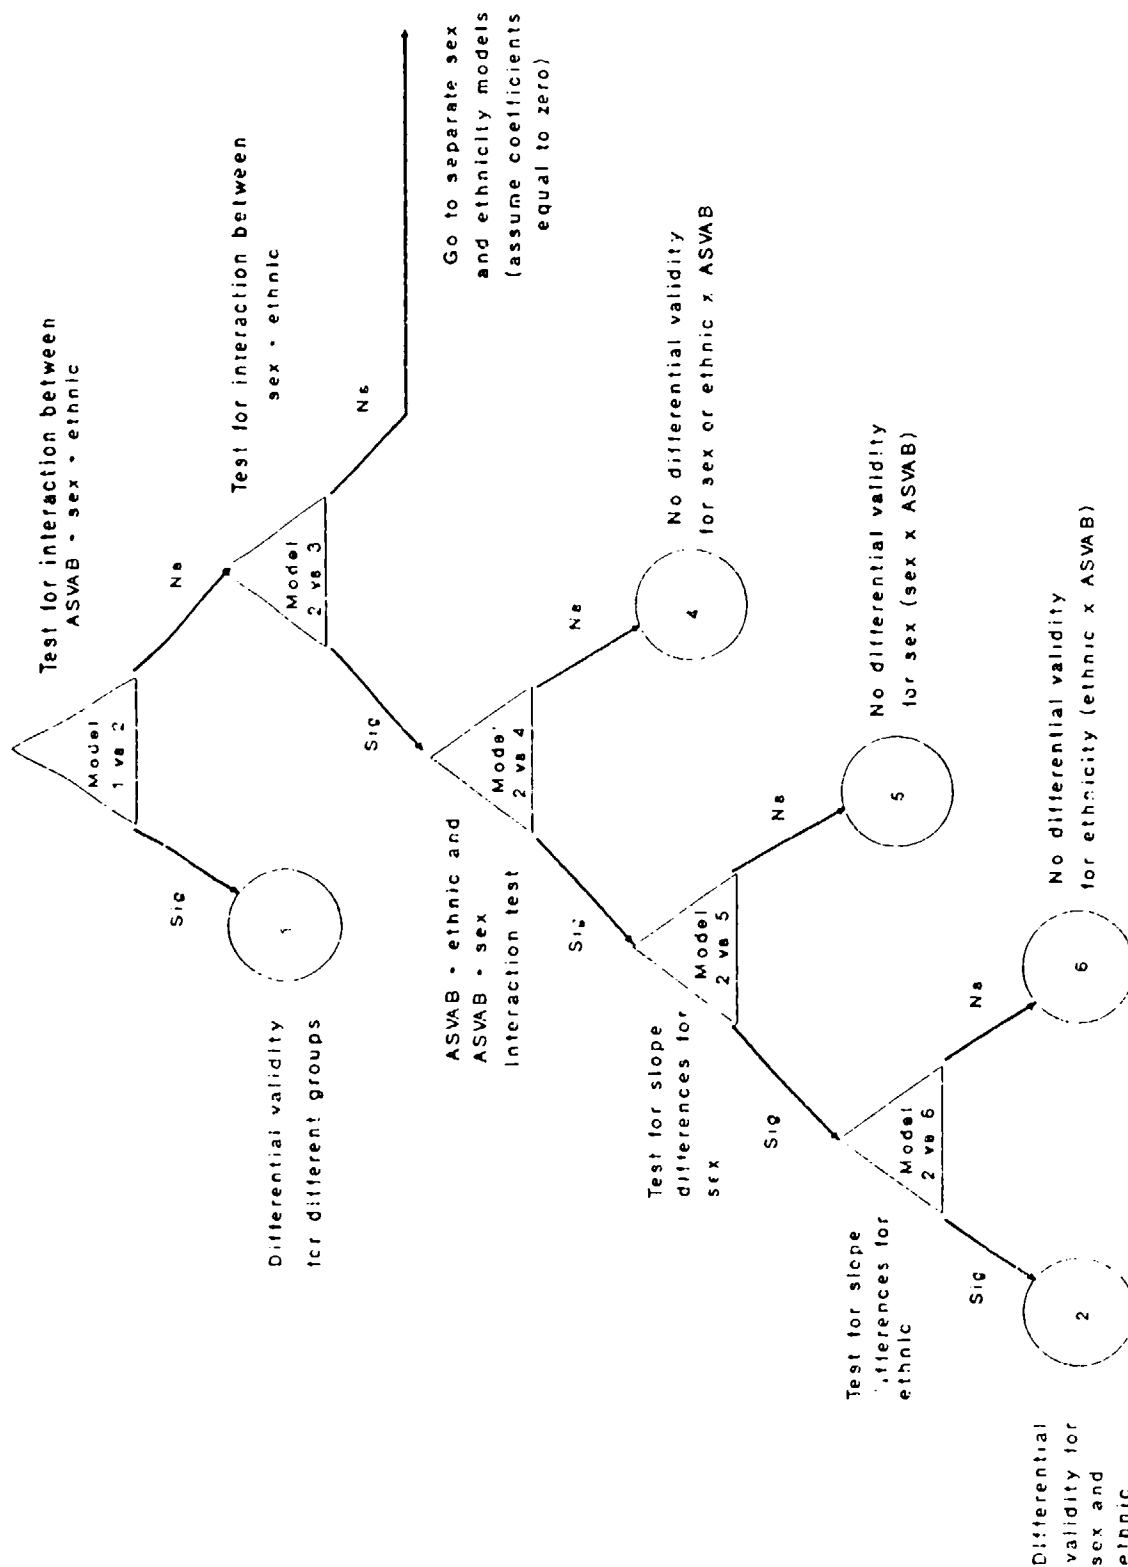 Test for interaction between
ASVAB * sex * ethnic
Model
1 vs 2
Sig
Ns
1
Differential validity
for different groups
Test for interaction between
sex * ethnic
Model
2 vs 3
Sig
Ns
Go to separate sex
and ethnicity models
(assume coefficients
equal to zero)
ASVAB * ethnic and
ASVAB * sex
Interaction test
Model
2 vs 4
Sig
Ns
4
No differential validity
for sex or ethnic x ASVAB
Test for slope
differences for
sex
Model
2 vs 5
Sig
Ns
5
No differential validity
for sex (sex x ASVAB)
Test for slope
differences for
ethnic
Model
2 vs 6
Sig
Ns
6
No differential validity
for ethnicity (ethnic x ASVAB)
2
Differential
validity for
sex and
ethnic